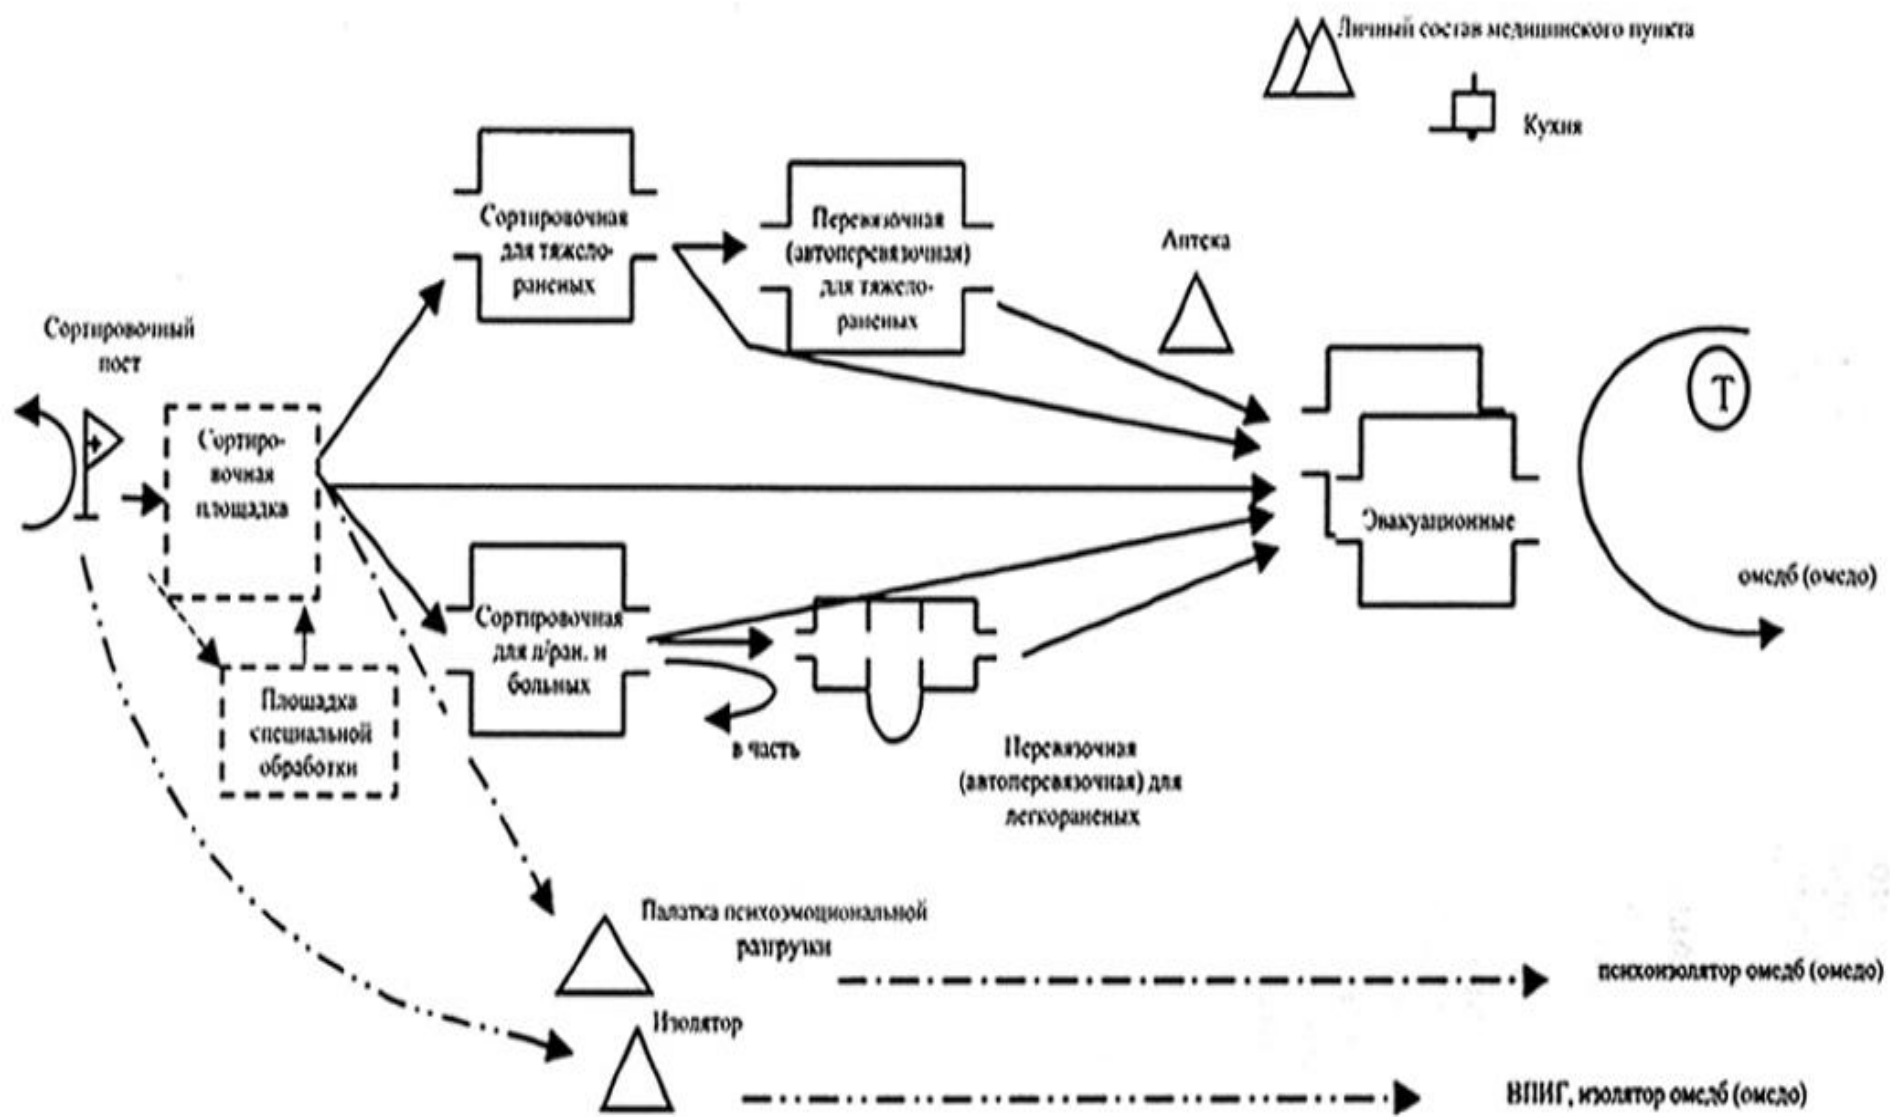 Личный состав медицинского пункта
Кухня
Сортировочная
для тяжело-
раненых
Перевязочная
(автоперевязочная)
для тяжело-
раненых
Аптека
Сортировочный
пост
Сортиро-
вочная
площадка
Т
Эвакуационные
омедб (омедо)
Сортировочная
для л/ран. и
больных
Площадка
специальной
обработки
в часть
Перевязочная
(автоперевязочная) для
легкораненых
Палатка психоэмоциональной
разгрузки
психоизолятор омедб (омедо)
Изолятор
ВПИГ, изолятор омедб (омедо)